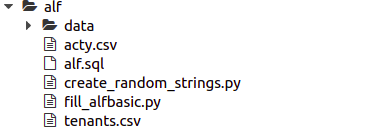 alf
data
acty.csv
alf.sql
create_random_strings.py
fill_alfbasic.py
tenants.csv